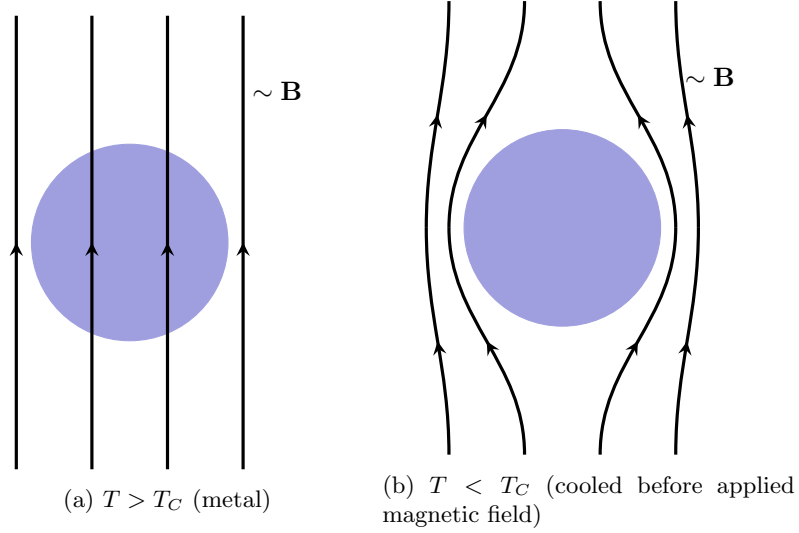 ∼ B
∼ B
(a) T > T_C (metal)
(b) T < T_C (cooled before applied
magnetic field)